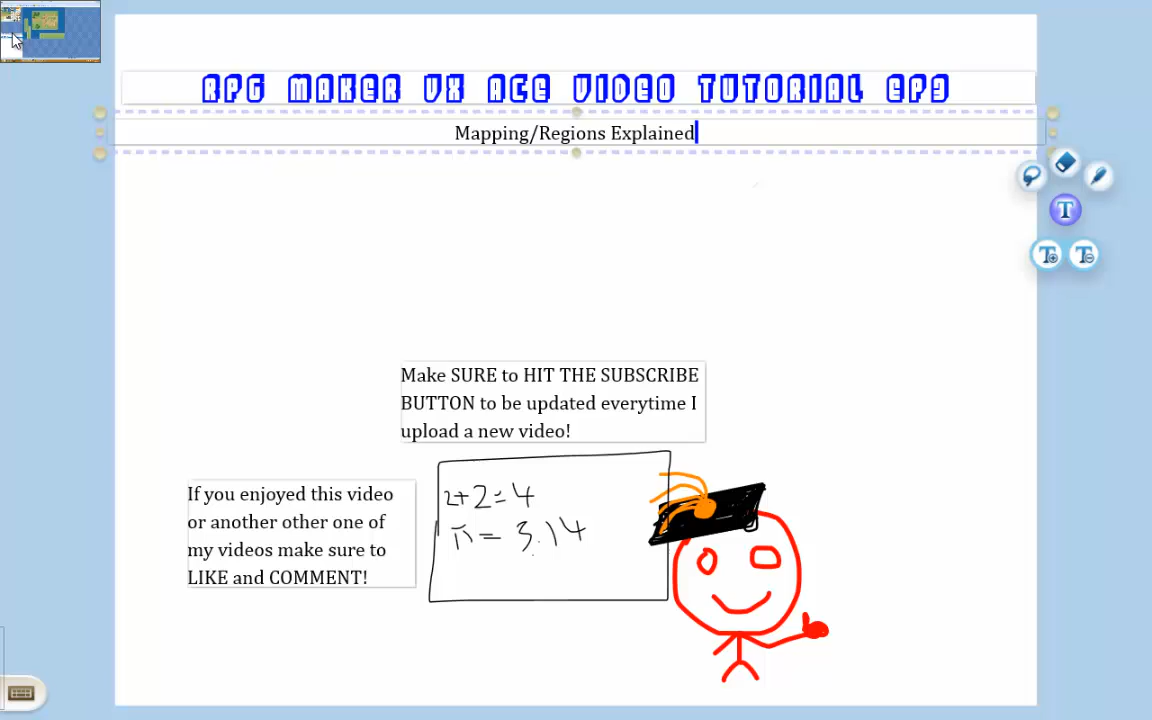 RPG MAKER VX ACE VIDEO TUTORIAL EP3
Mapping/Regions Explained
Make SURE to HIT THE SUBSCRIBE
BUTTON to be updated everytime I
upload a new video!
If you enjoyed this video
or another other one of
my videos make sure to
LIKE and COMMENT!
2+2=4
π=3.14